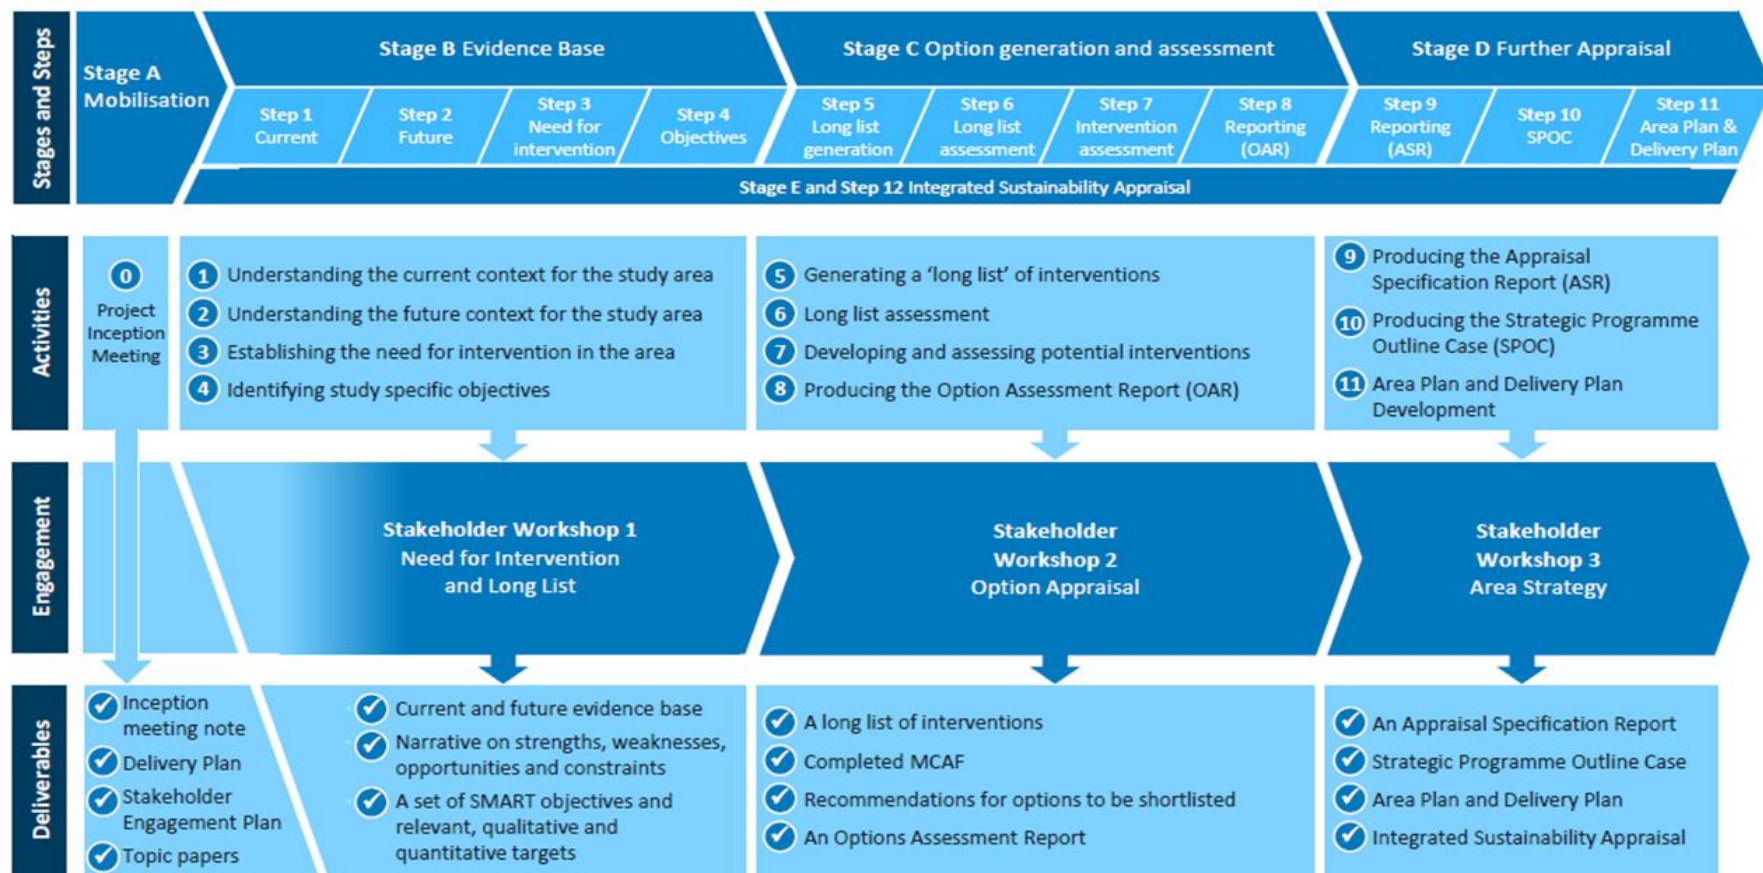 Stages and Steps
Stage A
Mobilisation
Stage B Evidence Base
Step 1
Current
Step 2
Future
Step 3
Need for
intervention
Step 4
Objectives
Stage C Option generation and assessment
Step 5
Long list
generation
Step 6
Long list
assessment
Step 7
Intervention
assessment
Step 8
Reporting
(OAR)
Stage D Further Appraisal
Step 9
Reporting
(ASR)
Step 10
SPOC
Step 11
Area Plan &
Delivery Plan
Stage E and Step 12 Integrated Sustainability Appraisal
Activities
0
Project
Inception
Meeting
1 Understanding the current context for the study area
2 Understanding the future context for the study area
3 Establishing the need for intervention in the area
4 Identifying study specific objectives
5 Generating a ‘long list’ of interventions
6 Long list assessment
7 Developing and assessing potential interventions
8 Producing the Option Assessment Report (OAR)
9 Producing the Appraisal
Specification Report (ASR)
10 Producing the Strategic Programme
Outline Case (SPOC)
11 Area Plan and Delivery Plan
Development
Engagement
Stakeholder Workshop 1
Need for Intervention
and Long List
Stakeholder
Workshop 2
Option Appraisal
Stakeholder
Workshop 3
Area Strategy
Deliverables
Inception
meeting note
Delivery Plan
Stakeholder
Engagement Plan
Topic papers
Current and future evidence base
Narrative on strengths, weaknesses,
opportunities and constraints
A set of SMART objectives and
relevant, qualitative and
quantitative targets
A long list of interventions
Completed MCAF
Recommendations for options to be shortlisted
An Options Assessment Report
An Appraisal Specification Report
Strategic Programme Outline Case
Area Plan and Delivery Plan
Integrated Sustainability Appraisal